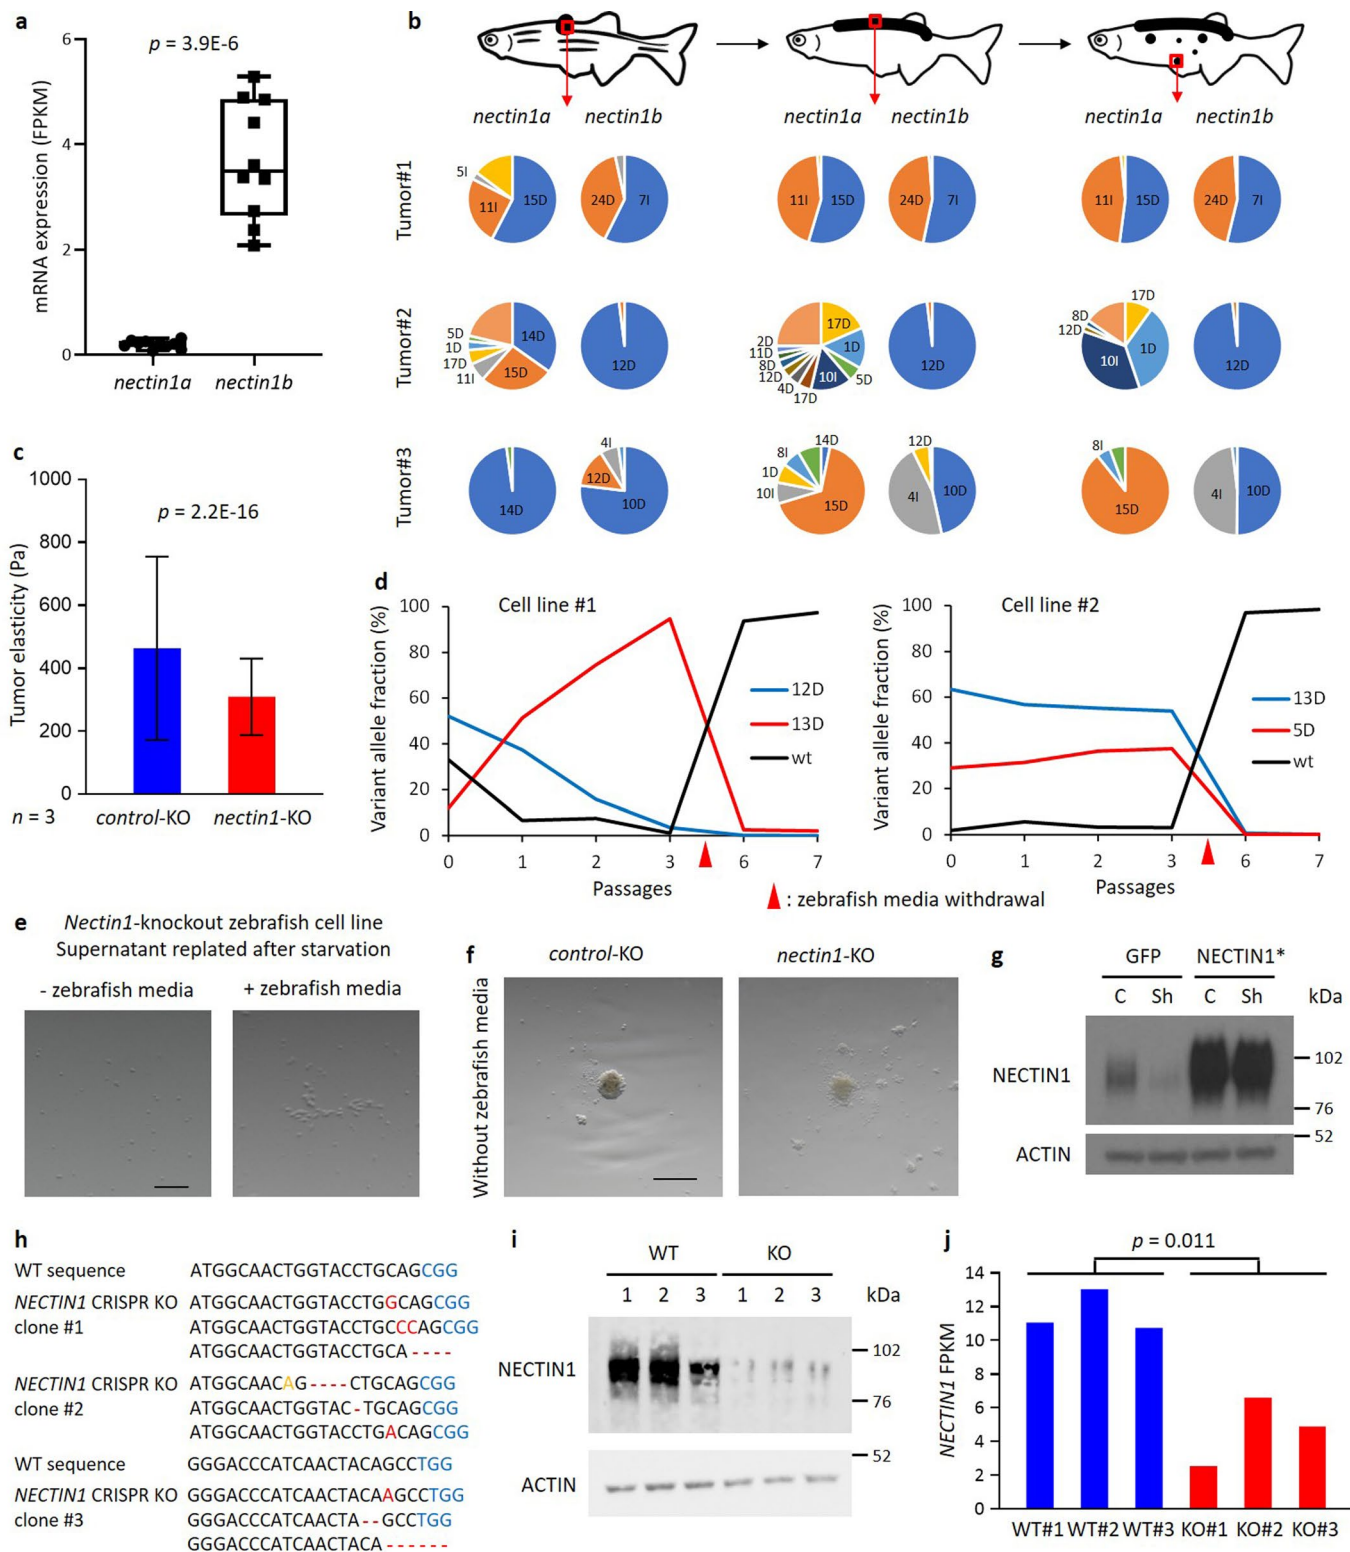 a
p = 3.9E-6
mRNA expression (FPKM)
6
4
2
0
nectin1a nectin1b
b
nectin1a nectin1b nectin1a nectin1b nectin1a nectin1b
Tumor#1
5I 11I 15D 24D 7I 11I 15D 24D 7I 11I 15D 24D 7I
Tumor#2
5D 1D 17D 11I 15D 14D 12D
2D 11D 8D 12D 4D 17D 10I 5D 1D 17D 12D
8D 12D 10I 1D 17D 12D
Tumor#3
14D 4I 12D 10D
8I 1D 10I 14D 15D 12D 4I 10D
8I 15D 4I 10D
c
p = 2.2E-16
Tumor elasticity (Pa)
1000
800
600
400
200
0
n = 3 control-KO nectin1-KO
d
Cell line #1
Variant allele fraction (%)
100
80
60
40
20
0
12D
13D
wt
0 1 2 3 6 7
Passages
Cell line #2
Variant allele fraction (%)
100
80
60
40
20
0
13D
5D
wt
0 1 2 3 6 7
Passages
: zebrafish media withdrawal
e
Nectin1-knockout zebrafish cell line
Supernatant replated after starvation
- zebrafish media + zebrafish media
f
control-KO nectin1-KO
Without zebrafish media
g
GFP NECTIN1*
C Sh C Sh kDa
NECTIN1
102
76
52
ACTIN
h
WT sequence ATGGCAACTGGTACCTGCAGCGG
NECTIN1 CRISPR KO ATGGCAACTGGTACCTGGCAGCGG
clone #1 ATGGCAACTGGTACCTGCCCAGCGG
ATGGCAACTGGTACCTGCA ----
NECTIN1 CRISPR KO ATGGCAACAG----CTGCAGCGG
clone #2 ATGGCAACTGGTAC-TGCAGCGG
ATGGCAACTGGTACCTGACAGCGG
WT sequence GGGACCCATCAACTACAGCCTGG
NECTIN1 CRISPR KO GGGACCCATCAACTACAAGCCTGG
clone #3 GGGACCCATCAACTA--GCCTGG
GGGACCCATCAACTACA------
i
WT KO
1 2 3 1 2 3 kDa
NECTIN1
102
76
52
ACTIN
j
p = 0.011
NECTIN1 FPKM
14
12
10
8
6
4
2
0
WT#1 WT#2 WT#3 KO#1 KO#2 KO#3